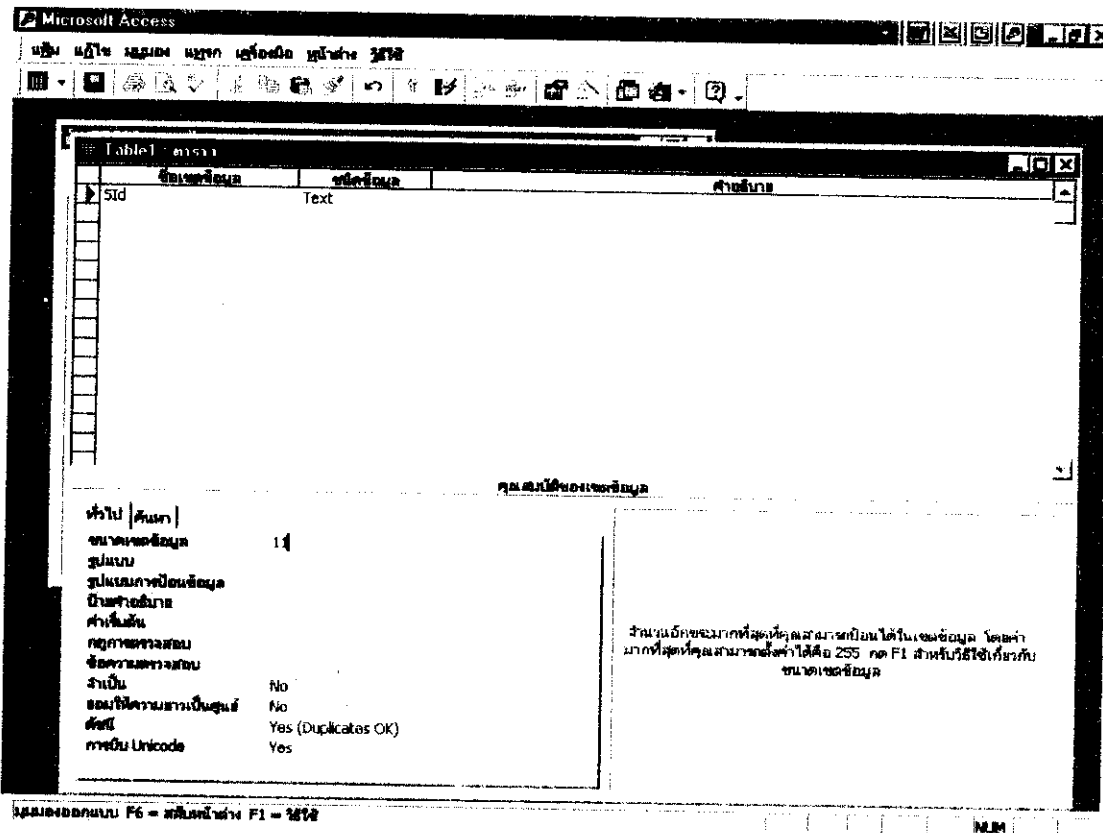 Microsoft Access
แฟ้ม แก้ไข มุมมอง แทรก เครื่องมือ หน้าต่าง วิธีใช้
Table1 : ตาราง
ชื่อเขตข้อมูล ชนิดข้อมูล คำอธิบาย
SId Text
คุณสมบัติของเขตข้อมูล
ทั่วไป ค้นหา
ขนาดเขตข้อมูล 11
รูปแบบ
รูปแบบการป้อนข้อมูล
ป้ายคำอธิบาย
ค่าเริ่มต้น
กฎการตรวจสอบ
ข้อความตรวจสอบ
จำเป็น No
ยอมให้ความยาวเป็นศูนย์ No
ดัชนี Yes (Duplicates OK)
การบีบ Unicode Yes
จำนวนอักขระมากที่สุดที่คุณสามารถป้อนได้ในเขตข้อมูล โดยค่า
มากที่สุดที่คุณสามารถตั้งค่าได้คือ 255 กด F1 สำหรับวิธีใช้เกี่ยวกับ
ขนาดเขตข้อมูล
มุมมองออกแบบ F6 = สลับหน้าต่าง F1 = วิธีใช้
NUM